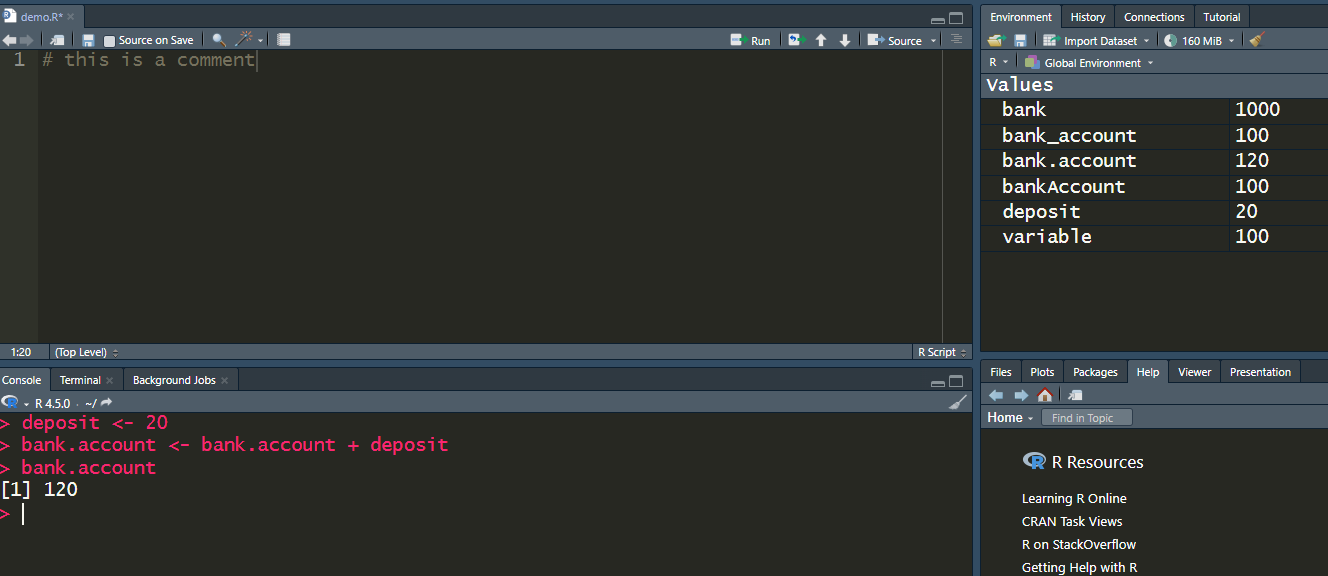 demo.R*
Source on Save
Run
Source
1 # this is a comment
1:20 (Top Level) R Script
Console Terminal Background Jobs
R 4.5.0 · ~/
> deposit <- 20
> bank.account <- bank.account + deposit
> bank.account
[1] 120
>
Environment History Connections Tutorial
Import Dataset 160 MiB
R Global Environment
Values
bank 1000
bank_account 100
bank.account 120
bankAccount 100
deposit 20
variable 100
Files Plots Packages Help Viewer Presentation
Home Find in Topic
R Resources
Learning R Online
CRAN Task Views
R on StackOverflow
Getting Help with R